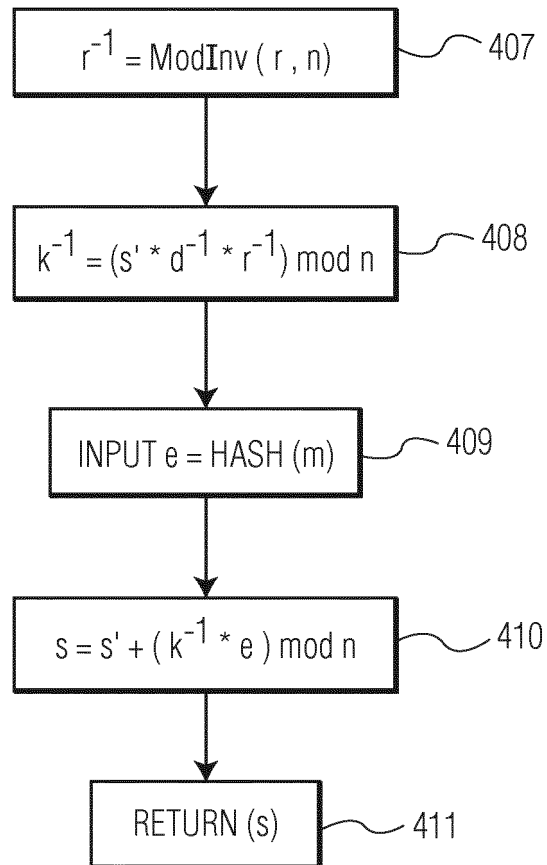 r⁻¹ = ModInv ( r , n)
407
k⁻¹ = (s' * d⁻¹ * r⁻¹) mod n
408
INPUT e = HASH (m)
409
s = s' + ( k⁻¹ * e ) mod n
410
RETURN (s)
411